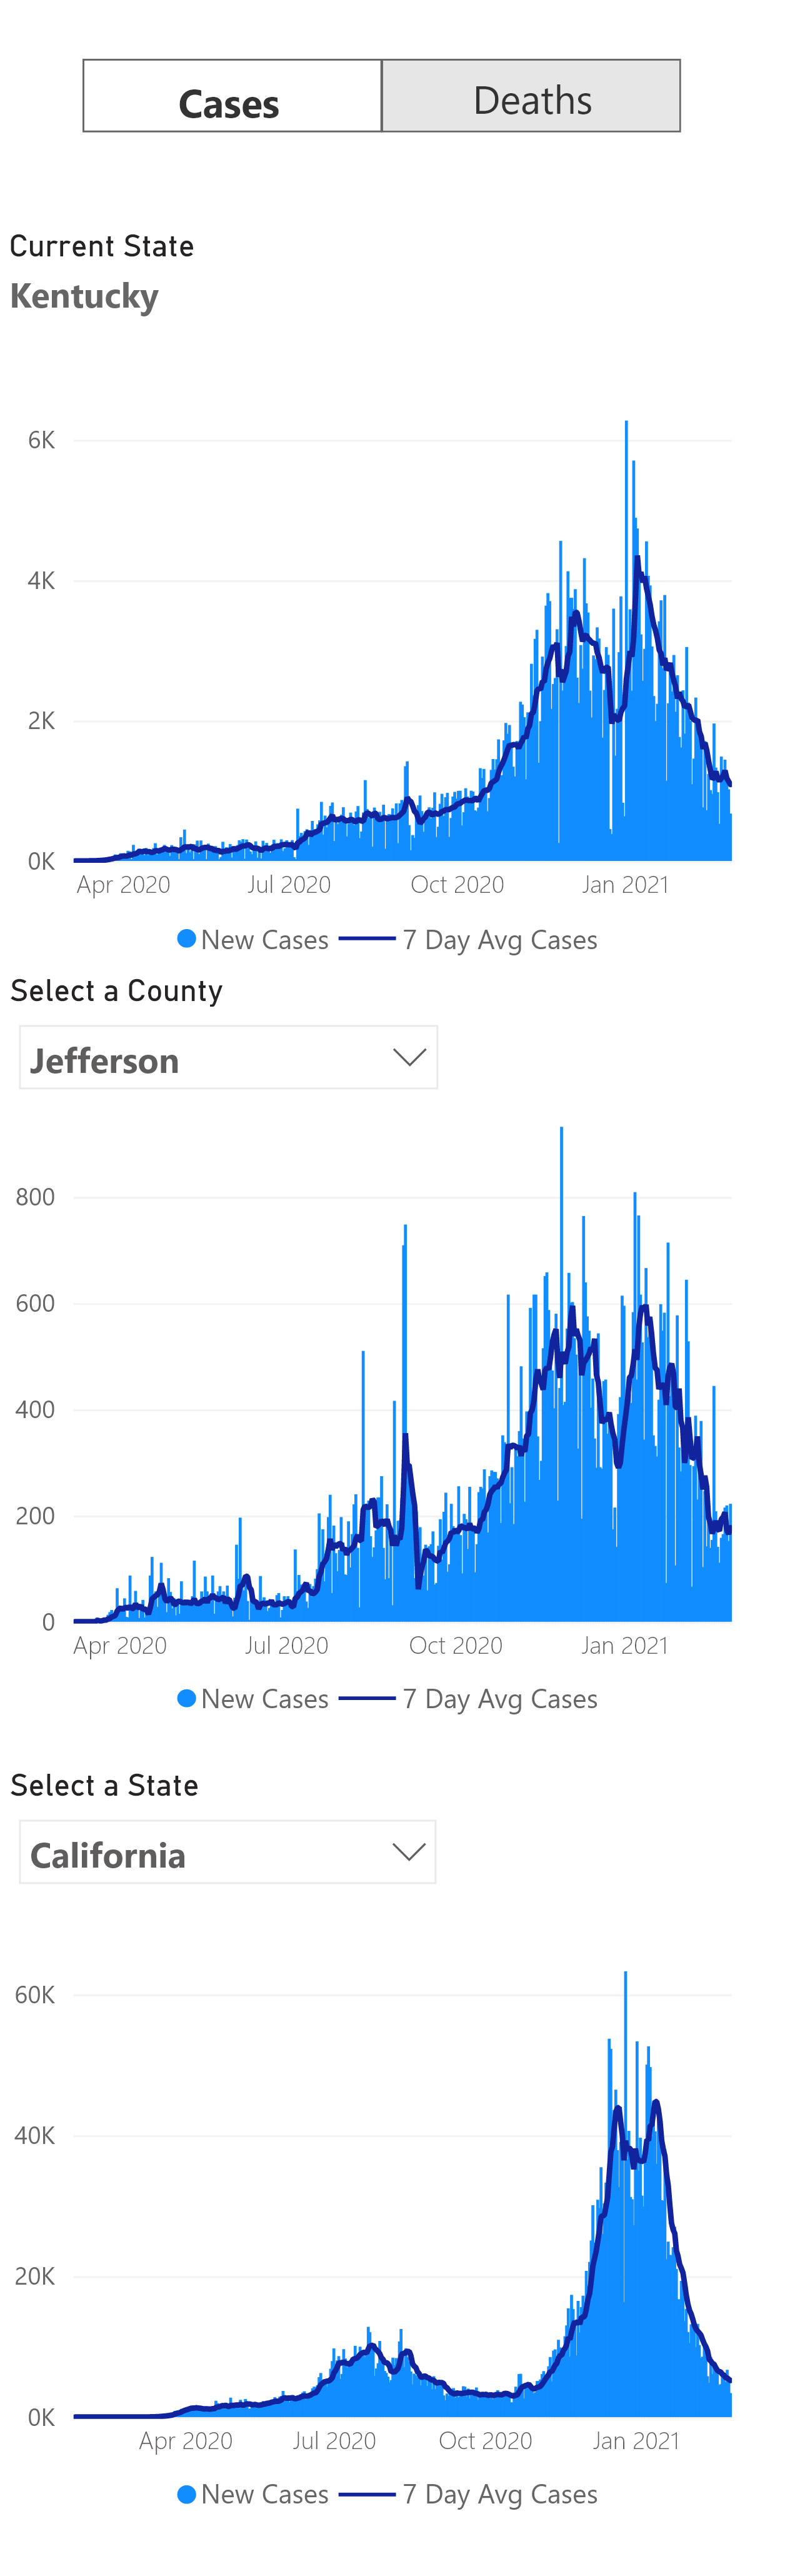 Cases Deaths
Current State
Kentucky
6K
4K
2K
0K
Apr 2020 Jul 2020 Oct 2020 Jan 2021
New Cases 7 Day Avg Cases
Select a County
Jefferson
800
600
400
200
0
Apr 2020 Jul 2020 Oct 2020 Jan 2021
New Cases 7 Day Avg Cases
Select a State
California
60K
40K
20K
0K
Apr 2020 Jul 2020 Oct 2020 Jan 2021
New Cases 7 Day Avg Cases